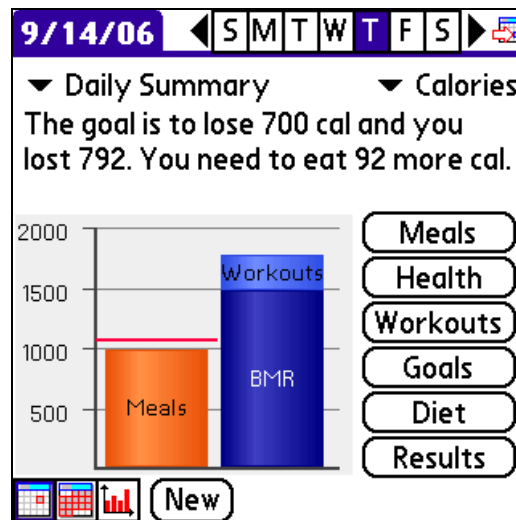 9/14/06 S M T W T F S
Daily Summary Calories
The goal is to lose 700 cal and you
lost 792. You need to eat 92 more cal.
2000
1500
1000
500
Workouts
BMR
Meals
Meals
Health
Workouts
Goals
Diet
Results
New